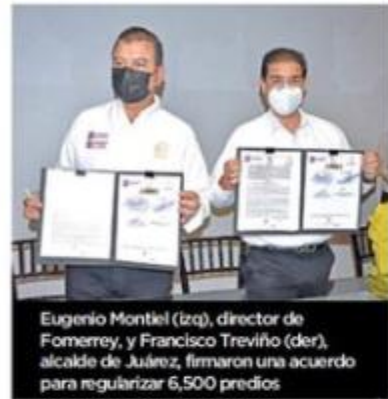 Eugenio Montiel (izq), director de
Fomerrey, y Francisco Treviño (der),
alcalde de Juárez, firmaron una acuerdo
para regularizar 6,500 predios